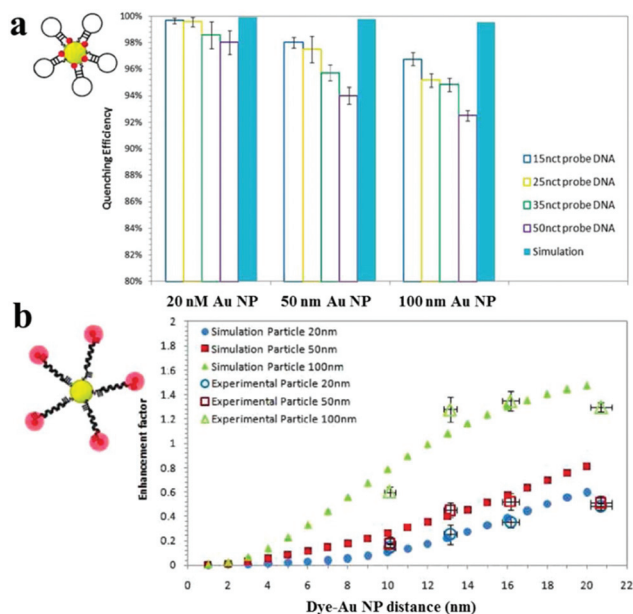 a
Quenching Efficiency
100%
98%
96%
94%
92%
90%
88%
86%
84%
82%
80%
15nct probe DNA
25nct probe DNA
35nct probe DNA
50nct probe DNA
Simulation
20 nM Au NP 50 nm Au NP 100 nm Au NP
b
Enhancement factor
2
1.8
1.6
1.4
1.2
1
0.8
0.6
0.4
0.2
0
Simulation Particle 20nm
Simulation Particle 50nm
Simulation Particle 100nm
Experimental Particle 20nm
Experimental Particle 50nm
Experimental Particle 100nm
0 2 4 6 8 10 12 14 16 18 20
Dye-Au NP distance (nm)